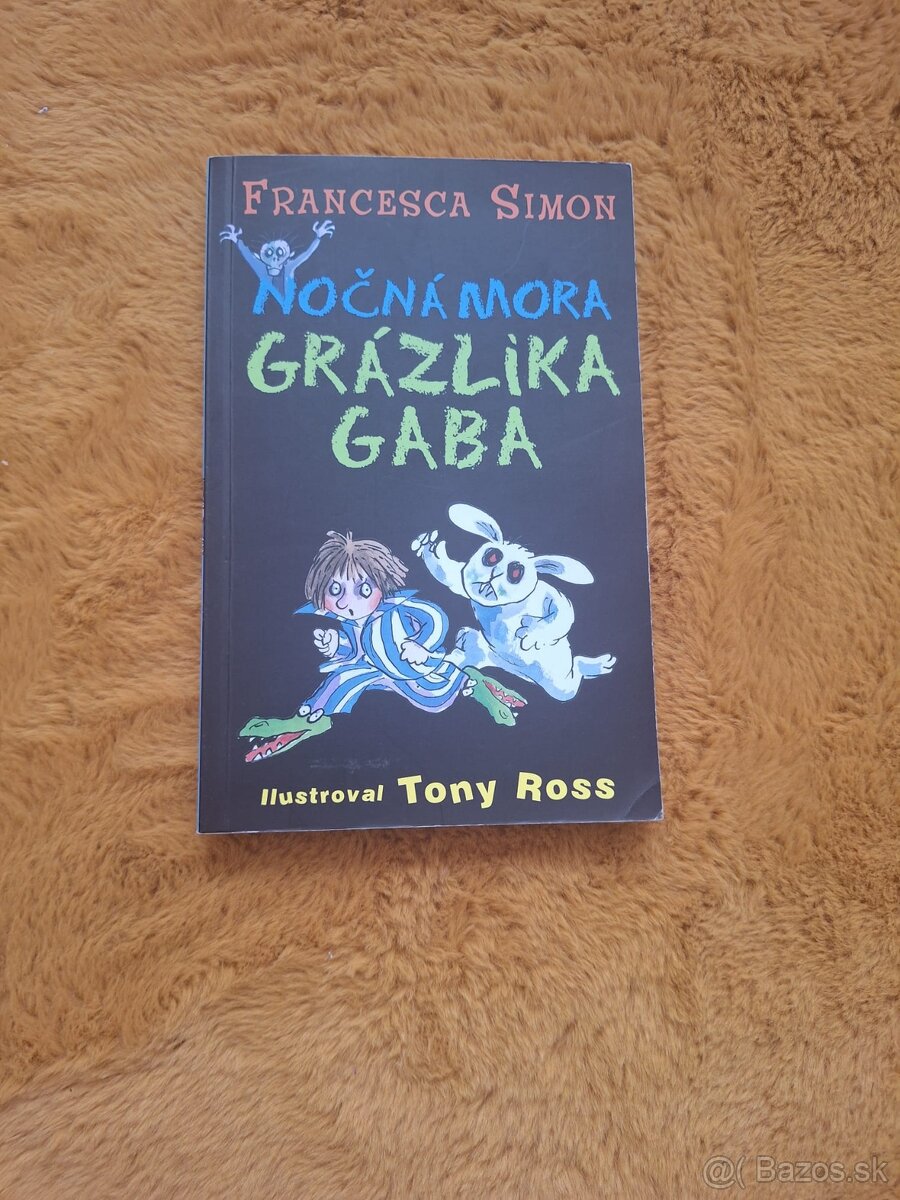 FRANCESCA SIMON
NOČNÁ MORA
GRÁZLIKA
GABA
Ilustroval Tony Ross
@( Bazos.sk